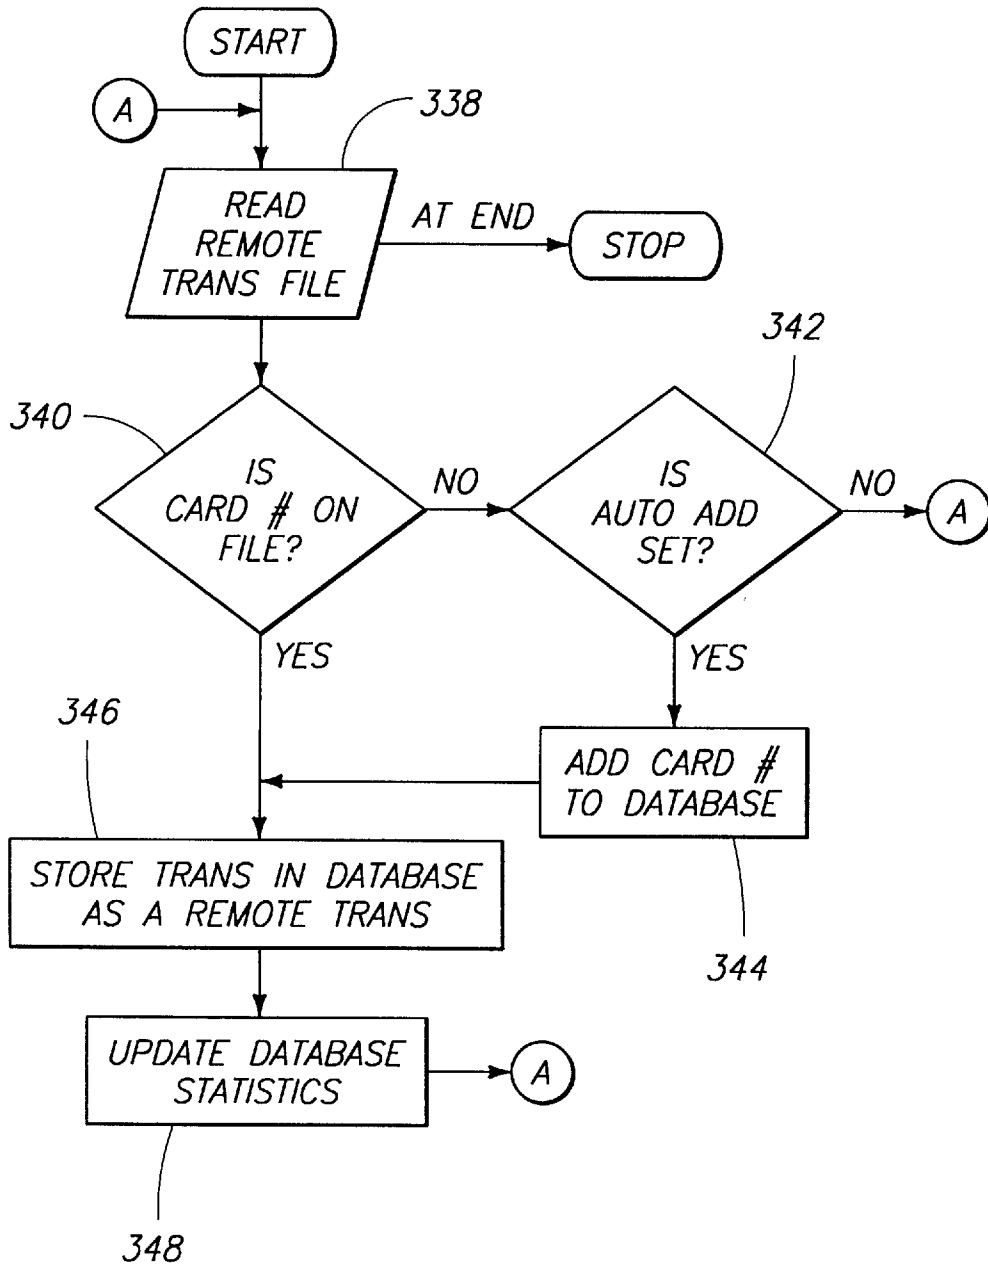 START
A
338
READ
REMOTE
TRANS FILE
AT END
STOP
342
340
IS
CARD # ON
FILE?
NO
IS
AUTO ADD
SET?
NO
A
YES
YES
346
ADD CARD #
TO DATABASE
STORE TRANS IN DATABASE
AS A REMOTE TRANS
344
UPDATE DATABASE
STATISTICS
A
348